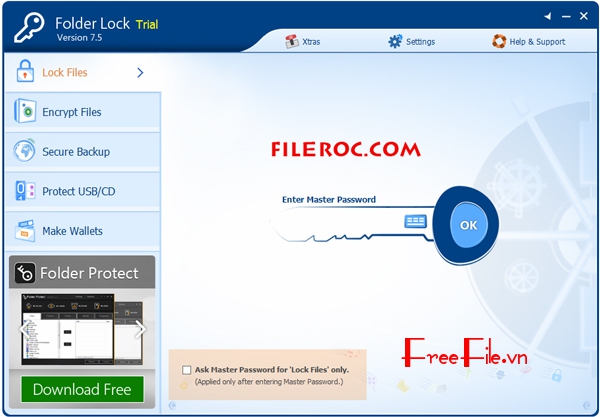 Folder Lock Trial
Version 7.5
Xtras
Settings
Help & Support
Lock Files
Encrypt Files
Secure Backup
Protect USB/CD
Make Wallets
FILEROC.COM
Enter Master Password
OK
Folder Protect
Download Free
Ask Master Password for 'Lock Files' only.
(Applied only after entering Master Password.)
FreeFile.vn